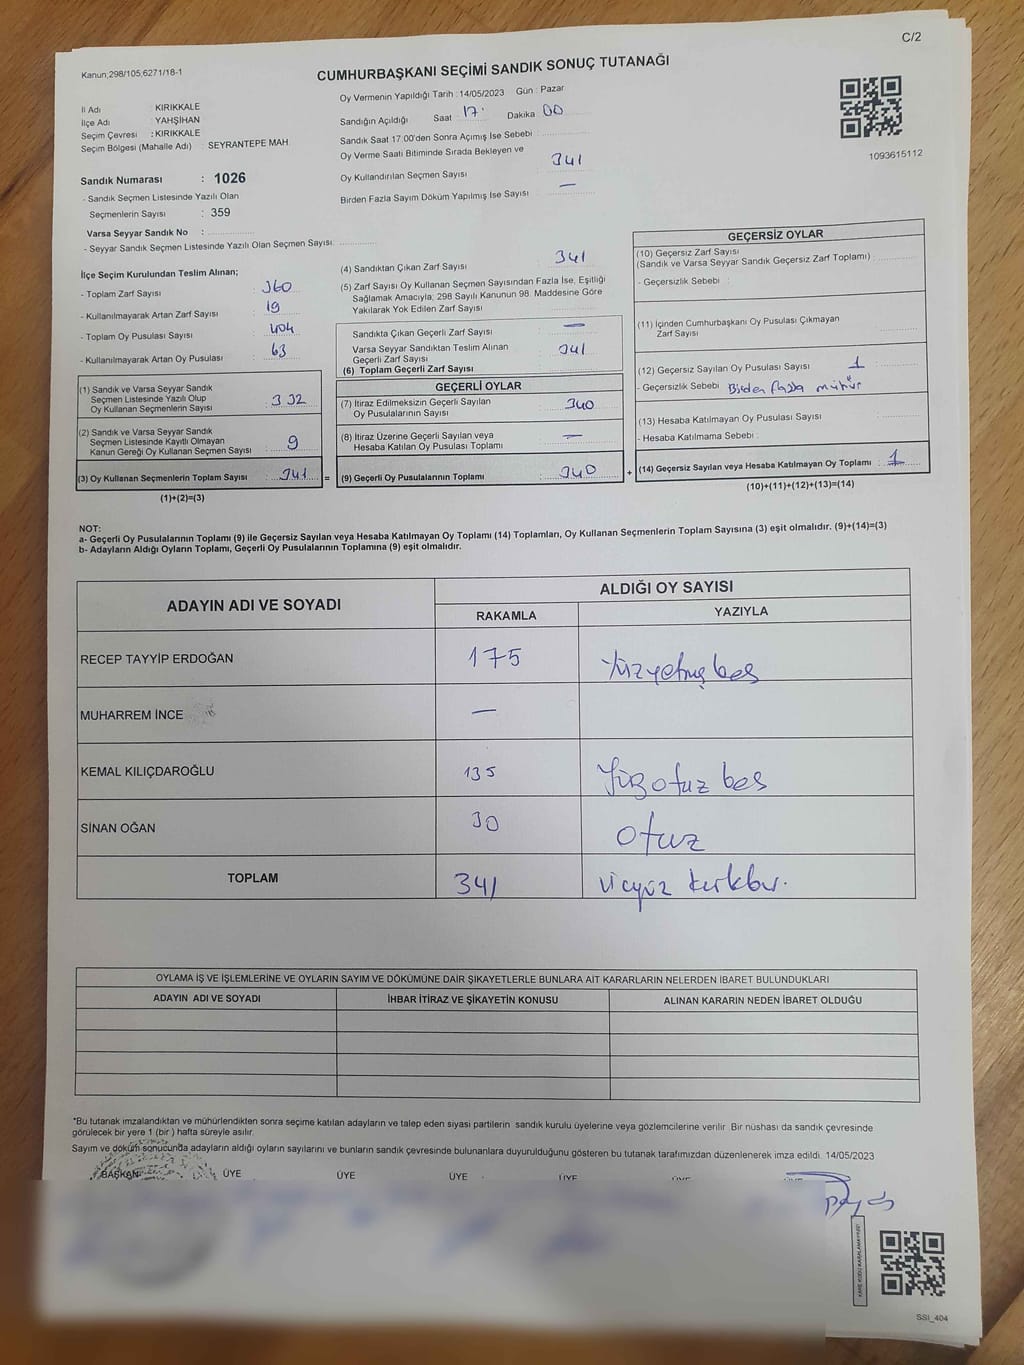 C/2
Kanun,298/105;6271/18-1
CUMHURBAŞKANI SEÇİMİ SANDIK SONUÇ TUTANAĞI
İl Adı : KIRIKKALE
İlçe Adı : YAHŞİHAN
Seçim Çevresi : KIRIKKALE
Seçim Bölgesi (Mahalle Adı) : SEYRANTEPE MAH
Sandık Numarası : 1026
- Sandık Seçmen Listesinde Yazılı Olan
Seçmenlerin Sayısı : 359
Varsa Seyyar Sandık No :
- Seyyar Sandık Seçmen Listesinde Yazılı Olan Seçmen Sayısı:
Oy Vermenin Yapıldığı Tarih : 14/05/2023 Gün : Pazar
Sandığın Açıldığı Saat 17 Dakika 00
Sandık Saat 17:00'den Sonra Açımış İse Sebebi :
Oy Verme Saati Bitiminde Sırada Bekleyen ve
Oy Kullandırılan Seçmen Sayısı 341
Birden Fazla Sayım Döküm Yapılmış İse Sayısı —
1093615112
İlçe Seçim Kurulundan Teslim Alınan;
- Toplam Zarf Sayısı : 360
- Kullanılmayarak Artan Zarf Sayısı : 19
- Toplam Oy Pusulası Sayısı : 404
- Kullanılmayarak Artan Oy Pusulası : 63
(1) Sandık ve Varsa Seyyar Sandık
Seçmen Listesinde Yazılı Olup
Oy Kullanan Seçmenlerin Sayısı : 332
(2) Sandık ve Varsa Seyyar Sandık
Seçmen Listesinde Kayıtlı Olmayan
Kanun Gereği Oy Kullanan Seçmen Sayısı : 9
(3) Oy Kullanan Seçmenlerin Toplam Sayısı : 341 =
(1)+(2)=(3)
(4) Sandıktan Çıkan Zarf Sayısı 341
(5) Zarf Sayısı Oy Kullanan Seçmen Sayısından Fazla İse, Eşitliği
Sağlamak Amacıyla; 298 Sayılı Kanunun 98. Maddesine Göre
Yakılarak Yok Edilen Zarf Sayısı :
Sandıkta Çıkan Geçerli Zarf Sayısı : —
Varsa Seyyar Sandıktan Teslim Alınan
Geçerli Zarf Sayısı : 341
(6) Toplam Geçerli Zarf Sayısı
GEÇERLİ OYLAR
(7) İtiraz Edilmeksizin Geçerli Sayılan
Oy Pusulalarının Sayısı : 340
(8) İtiraz Üzerine Geçerli Sayılan veya
Hesaba Katılan Oy Pusulası Toplamı : —
(9) Geçerli Oy Pusulalarının Toplamı : 340 +
GEÇERSİZ OYLAR
(10) Geçersiz Zarf Sayısı
(Sandık ve Varsa Seyyar Sandık Geçersiz Zarf Toplamı) :
- Geçersizlik Sebebi :
(11) İçinden Cumhurbaşkanı Oy Pusulası Çıkmayan
Zarf Sayısı
(12) Geçersiz Sayılan Oy Pusulası Sayısı : 1
- Geçersizlik Sebebi : Birden fazla mühür
(13) Hesaba Katılmayan Oy Pusulası Sayısı
- Hesaba Katılmama Sebebi :
(14) Geçersiz Sayılan veya Hesaba Katılmayan Oy Toplamı : 1
(10)+(11)+(12)+(13)=(14)
NOT:
a- Geçerli Oy Pusulalarının Toplamı (9) ile Geçersiz Sayılan veya Hesaba Katılmayan Oy Toplamı (14) Toplamları, Oy Kullanan Seçmenlerin Toplam Sayısına (3) eşit olmalıdır. (9)+(14)=(3)
b- Adayların Aldığı Oyların Toplamı, Geçerli Oy Pusulalarının Toplamına (9) eşit olmalıdır.
ADAYIN ADI VE SOYADI ALDIĞI OY SAYISI
RAKAMLA YAZIYLA
RECEP TAYYİP ERDOĞAN 175 Yüzyetmiş beş
MUHARREM İNCE —
KEMAL KILIÇDAROĞLU 135 Yüz otuz beş
SİNAN OĞAN 30 otuz
TOPLAM 341 üçyüz kırkbir.
OYLAMA İŞ VE İŞLEMLERİNE VE OYLARIN SAYIM VE DÖKÜMÜNE DAİR ŞİKAYETLERLE BUNLARA AİT KARARLARIN NELERDEN İBARET BULUNDUKLARI
ADAYIN ADI VE SOYADI İHBAR İTİRAZ VE ŞİKAYETİN KONUSU ALINAN KARARIN NEDEN İBARET OLDUĞU
*Bu tutanak imzalandıktan ve mühürlendikten sonra seçime katılan adayların ve talep eden siyasi partilerin sandık kurulu üyelerine veya gözlemcilerine verilir. Bir nüshası da sandık çevresinde
görülecek bir yere 1 (bir ) hafta süreyle asılır.
Sayım ve döküm sonucunda adayların aldığı oyların sayılarını ve bunların sandık çevresinde bulunanlara duyurulduğunu gösteren bu tutanak tarafımızdan düzenlenerek imza edildi. 14/05/2023
BAŞKAN ÜYE ÜYE ÜYE ÜYE ÜYE ÜYE
KARE KODU KARALAMAYINIZ!
SSİ_404